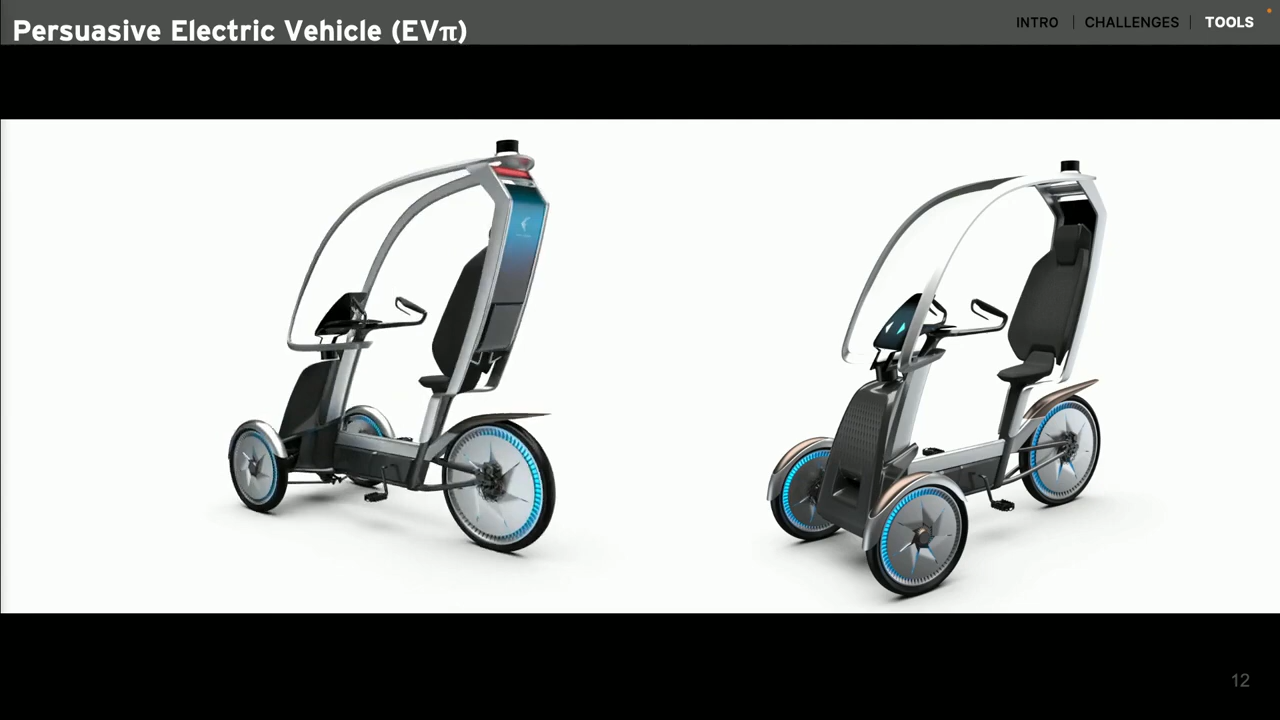 Persuasive Electric Vehicle (EVπ)
INTRO | CHALLENGES | TOOLS
12